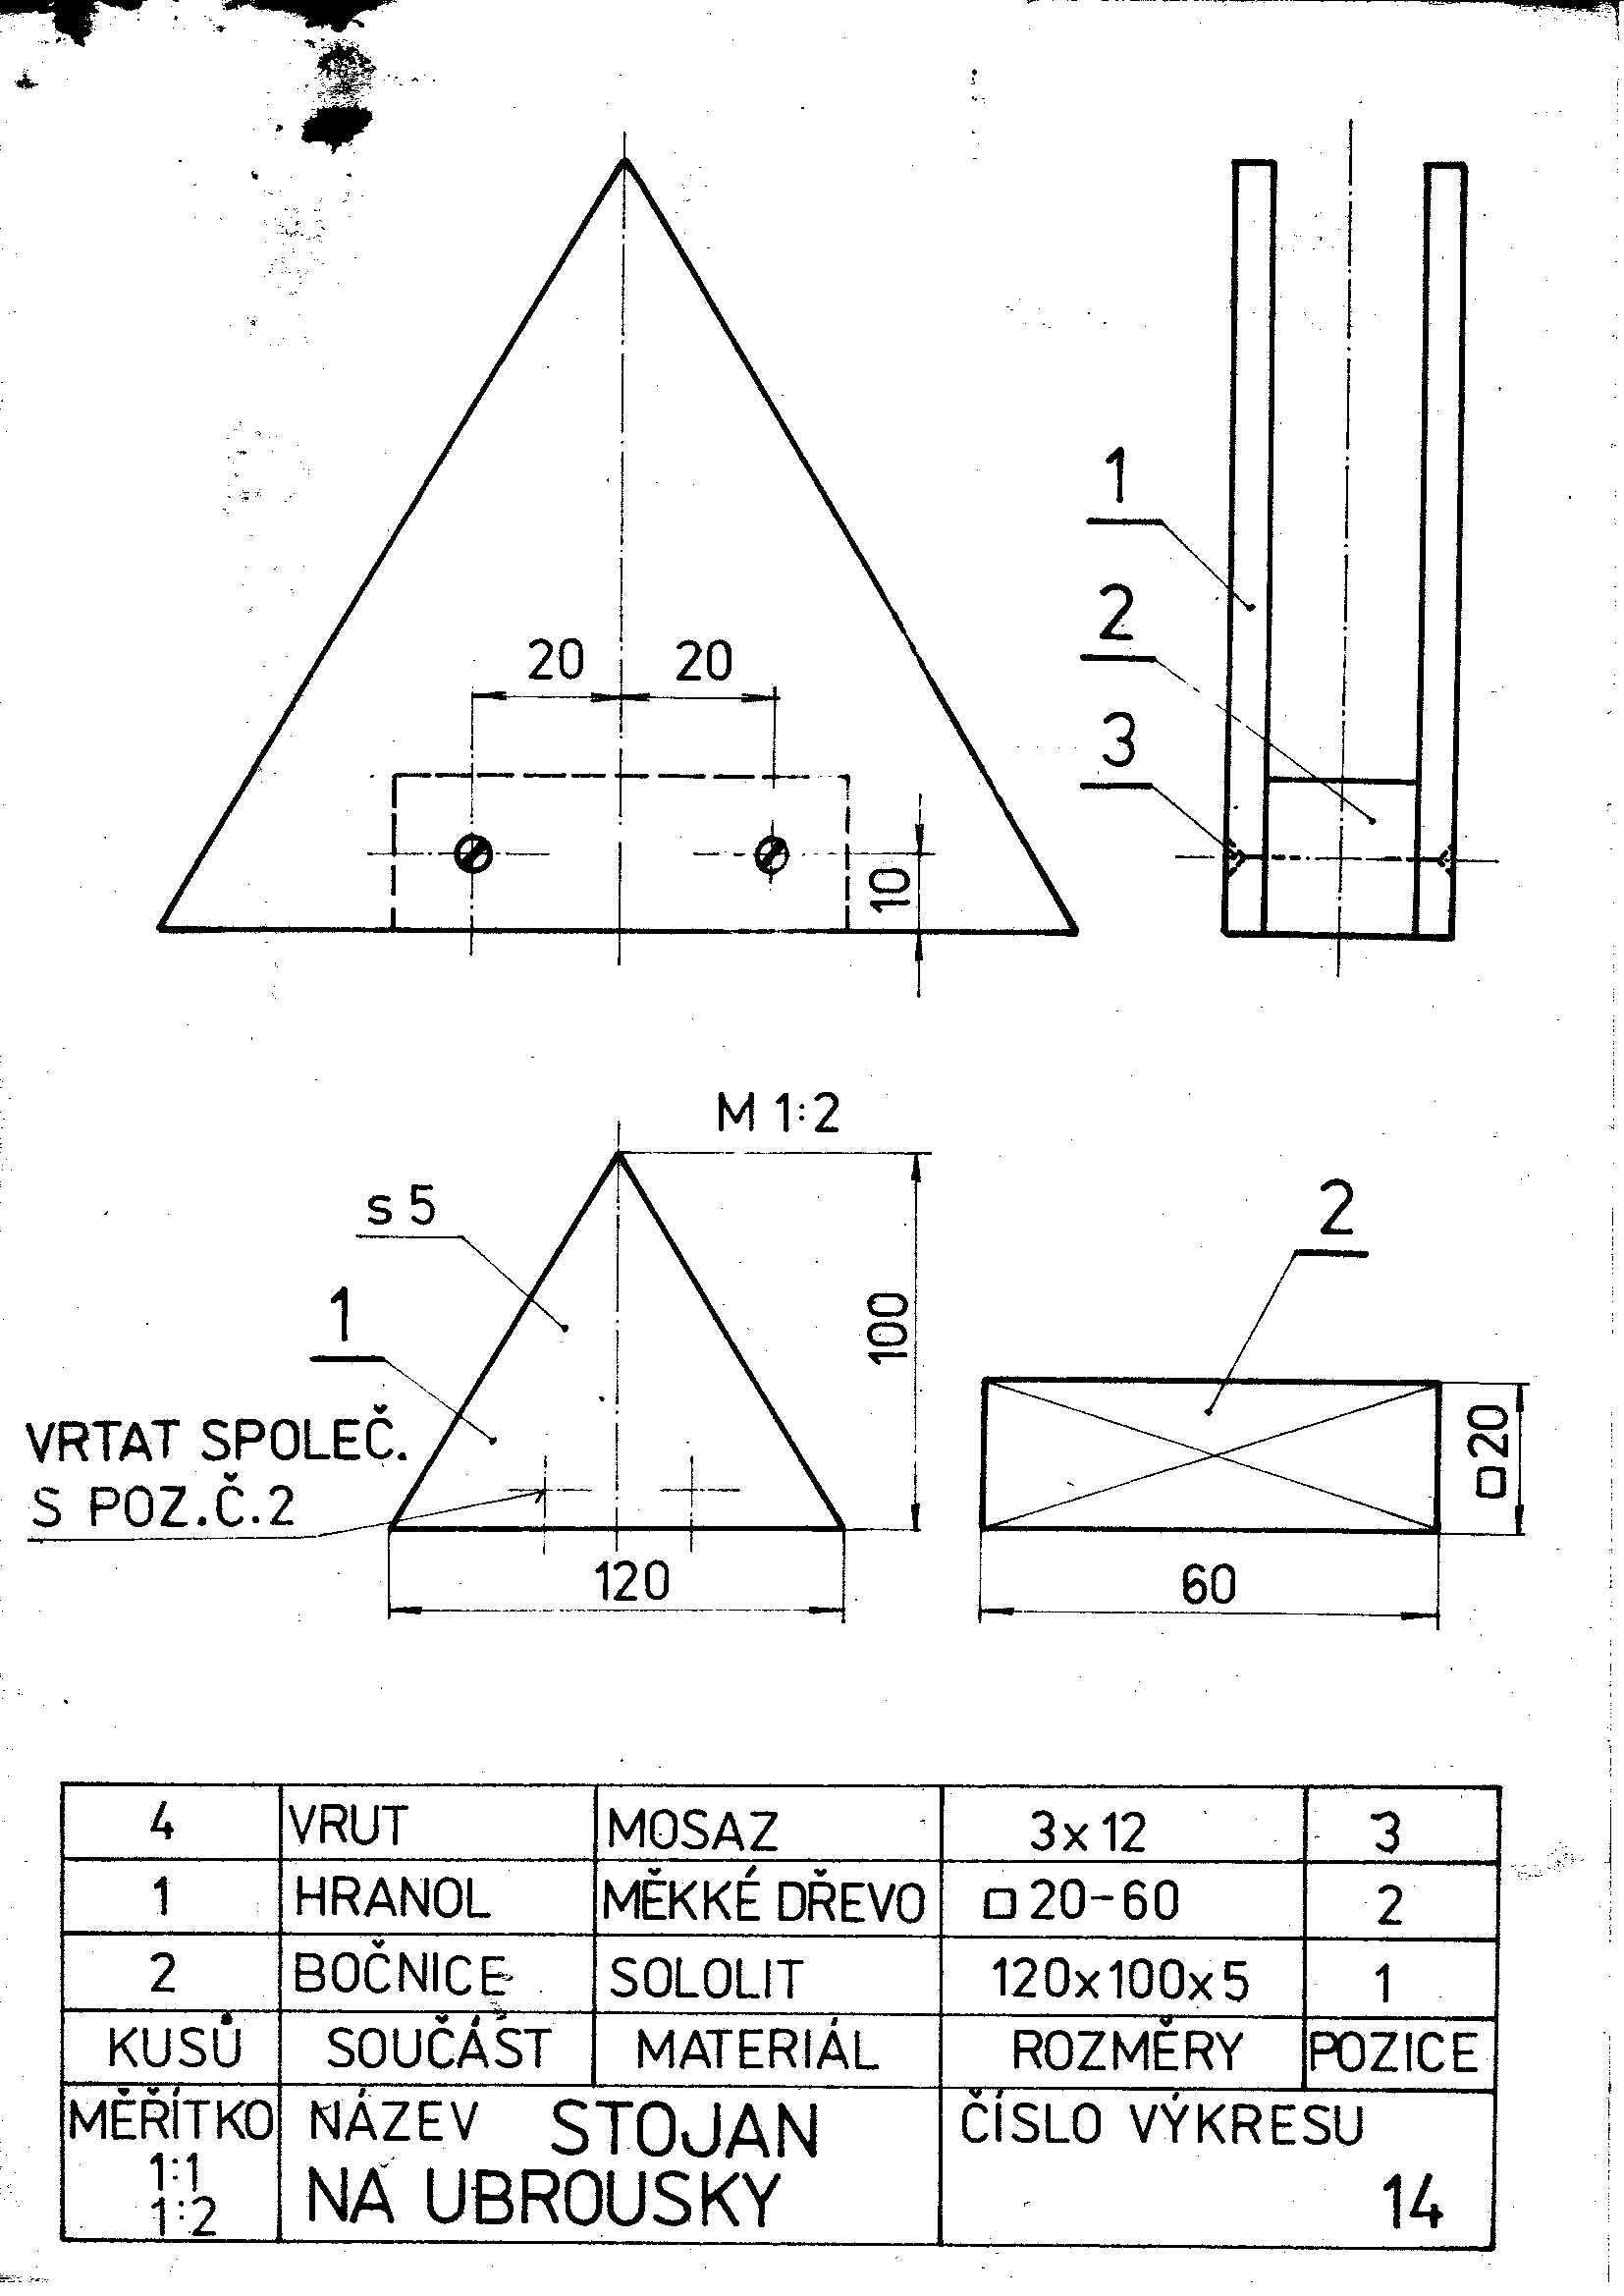 20 20
1
2
3
10
M 1:2
s 5
2
1
100
VRTAT SPOLEČ.
S POZ.Č.2
□20
120
60
4 VRUT MOSAZ 3x12 3
1 HRANOL MĚKKÉ DŘEVO □20-60 2
2 BOČNICE SOLOLIT 120x100x5 1
KUSŮ SOUČÁST MATERIÁL ROZMĚRY POZICE
MĚŘÍTKO NÁZEV STOJAN ČÍSLO VÝKRESU
1:1
NA UBROUSKY 14
1:2